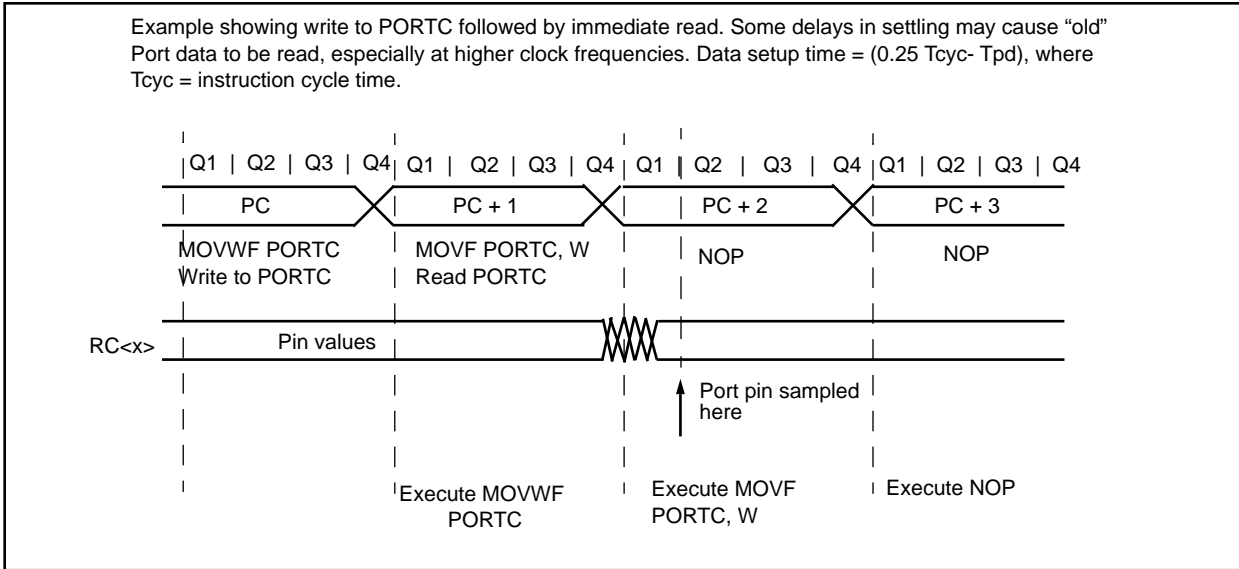 Example showing write to PORTC followed by immediate read. Some delays in settling may cause “old”
Port data to be read, especially at higher clock frequencies. Data setup time = (0.25 Tcyc- Tpd), where
Tcyc = instruction cycle time.
Q1 | Q2 | Q3 | Q4 Q1 | Q2 | Q3 | Q4 Q1 | Q2 | Q3 | Q4 Q1 | Q2 | Q3 | Q4
PC PC + 1 PC + 2 PC + 3
MOVWF PORTC MOVF PORTC, W NOP NOP
Write to PORTC Read PORTC
RC<x> Pin values
Port pin sampled
here
Execute MOVWF Execute MOVF Execute NOP
PORTC PORTC, W